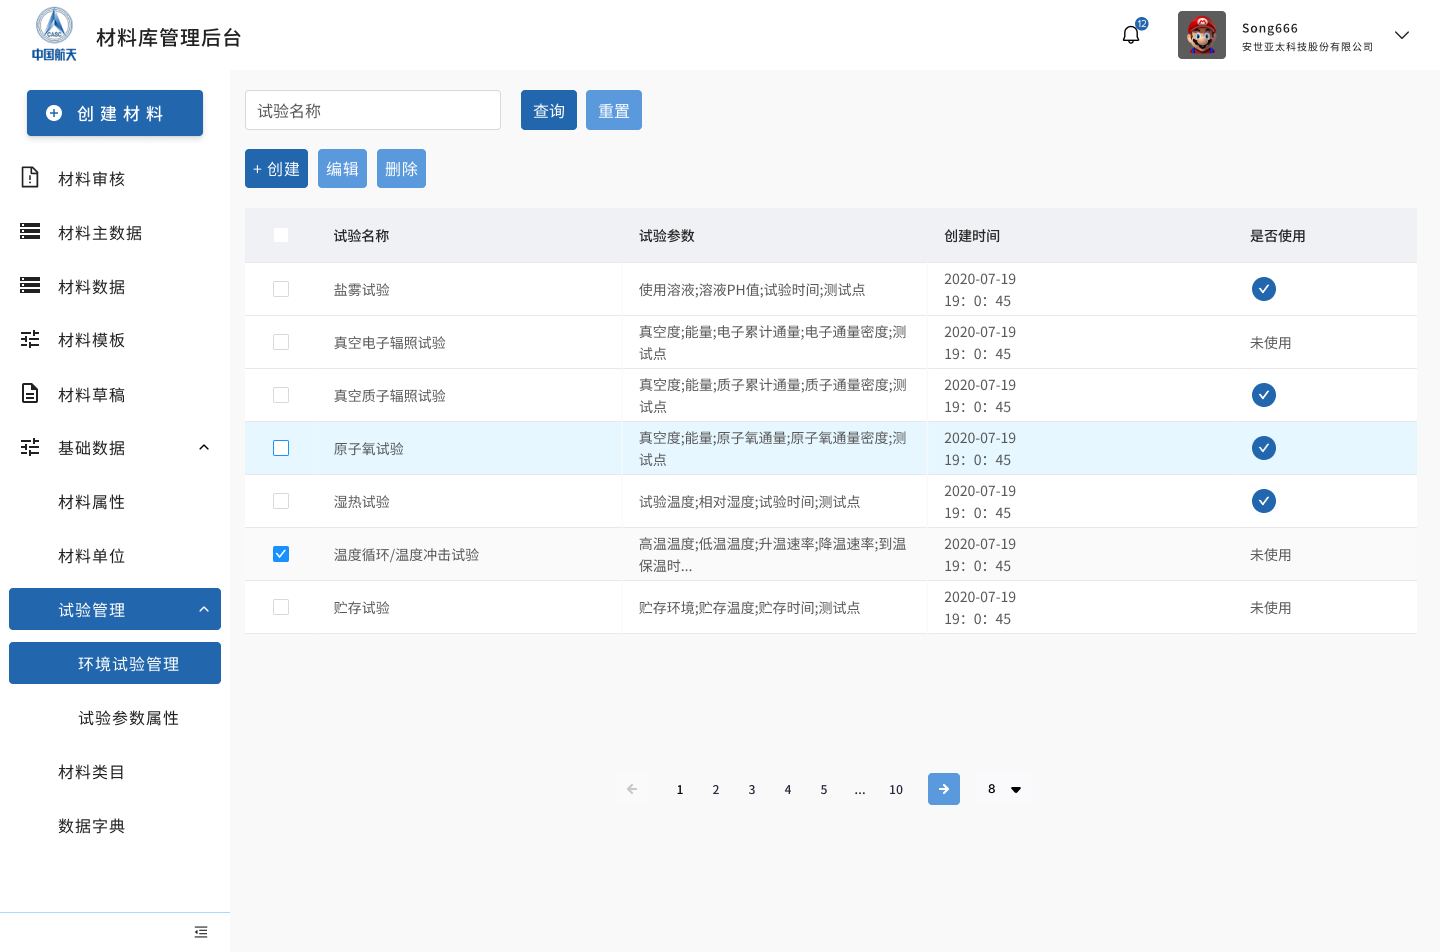 CASC
中国航天
材料库管理后台
12
Song666
安世亚太科技股份有限公司
创建材料
材料审核
材料主数据
材料数据
材料模板
材料草稿
基础数据
材料属性
材料单位
试验管理
环境试验管理
试验参数属性
材料类目
数据字典
试验名称
查询
重置
+ 创建
编辑
删除
试验名称 试验参数 创建时间 是否使用
盐雾试验 使用溶液;溶液PH值;试验时间;测试点 2020-07-19
19：0：45
真空电子辐照试验 真空度;能量;电子累计通量;电子通量密度;测 2020-07-19 未使用
试点 19：0：45
真空质子辐照试验 真空度;能量;质子累计通量;质子通量密度;测 2020-07-19
试点 19：0：45
原子氧试验 真空度;能量;原子氧通量;原子氧通量密度;测 2020-07-19
试点 19：0：45
湿热试验 试验温度;相对湿度;试验时间;测试点 2020-07-19
19：0：45
温度循环/温度冲击试验 高温温度;低温温度;升温速率;降温速率;到温 2020-07-19 未使用
保温时... 19：0：45
贮存试验 贮存环境;贮存温度;贮存时间;测试点 2020-07-19 未使用
19：0：45
1 2 3 4 5 ... 10 8